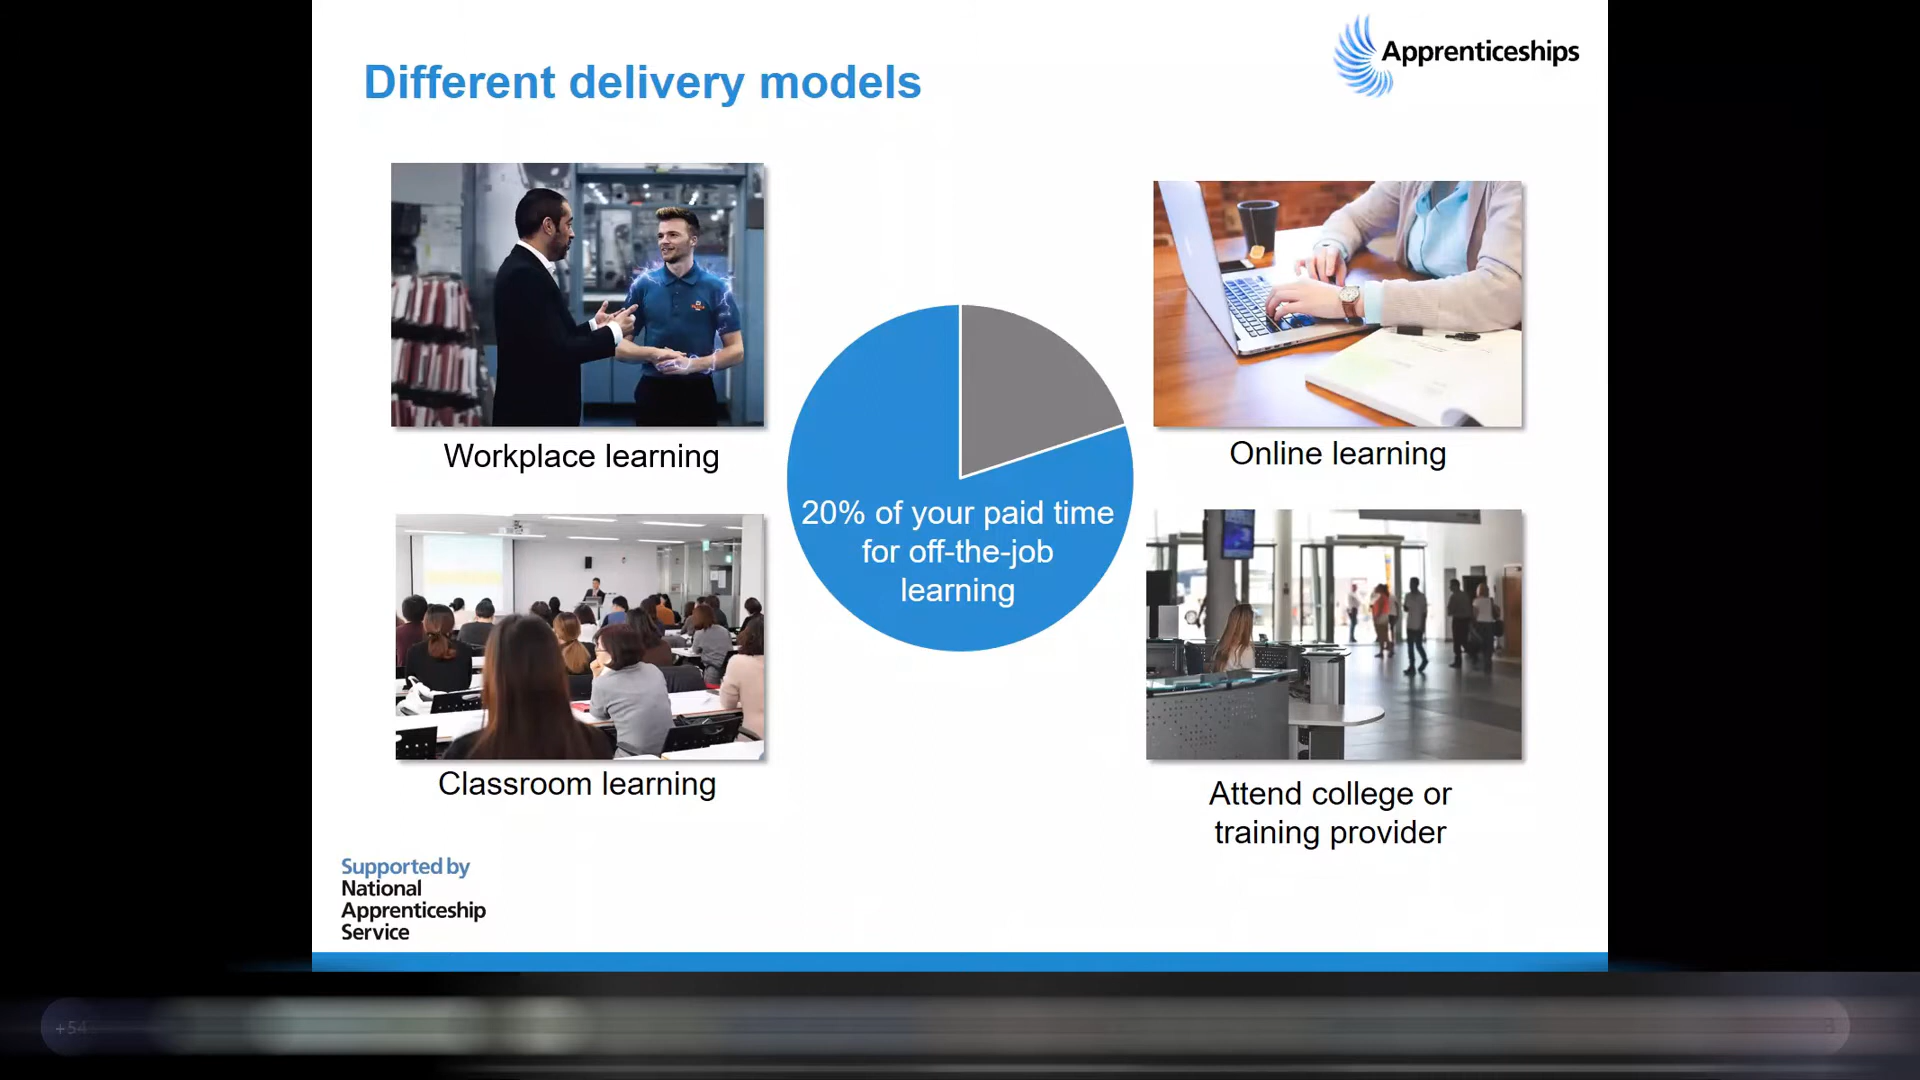 Different delivery models
Apprenticeships
Workplace learning
Online learning
20% of your paid time
for off-the-job
learning
Classroom learning
Attend college or
training provider
Supported by
National
Apprenticeship
Service
+54